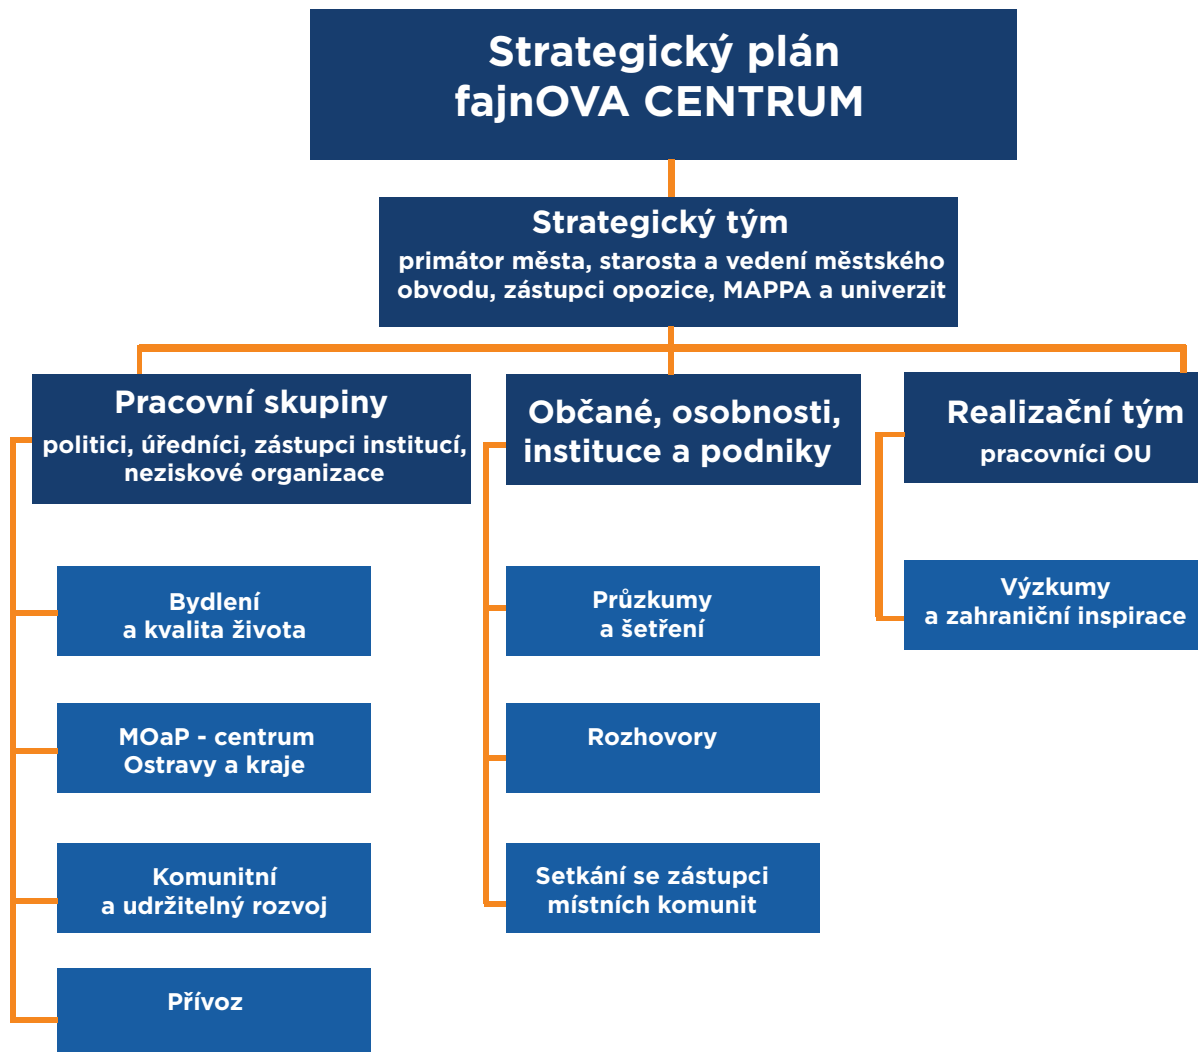 Strategický plán
fajnOVA CENTRUM
Strategický tým
primátor města, starosta a vedení městského
obvodu, zástupci opozice, MAPPA a univerzit
Pracovní skupiny
politici, úředníci, zástupci institucí,
neziskové organizace
Bydlení
a kvalita života
MOaP - centrum
Ostravy a kraje
Komunitní
a udržitelný rozvoj
Přívoz
Občané, osobnosti,
instituce a podniky
Průzkumy
a šetření
Rozhovory
Setkání se zástupci
místních komunit
Realizační tým
pracovníci OU
Výzkumy
a zahraniční inspirace